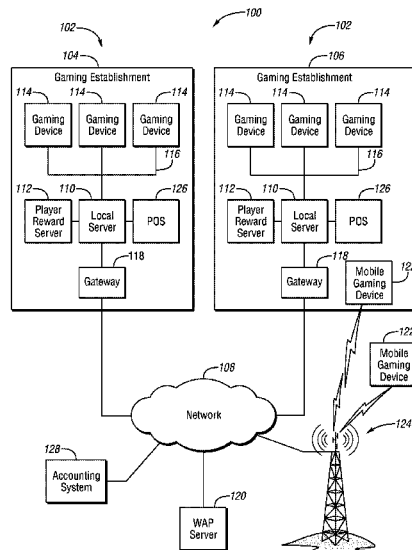 100
102
102
104
106
Gaming Establishment
Gaming Establishment
114
114
114
114
114
114
Gaming
Device
Gaming
Device
Gaming
Device
Gaming
Device
Gaming
Device
Gaming
Device
116
116
112
110
126
112
110
126
Player
Reward
Server
Local
Server
POS
Player
Reward
Server
Local
Server
POS
118
118
Gateway
Gateway
Mobile
Gaming
Device
Mobile
Gaming
Device
108
Network
124
128
Accounting
System
120
WAP
Server